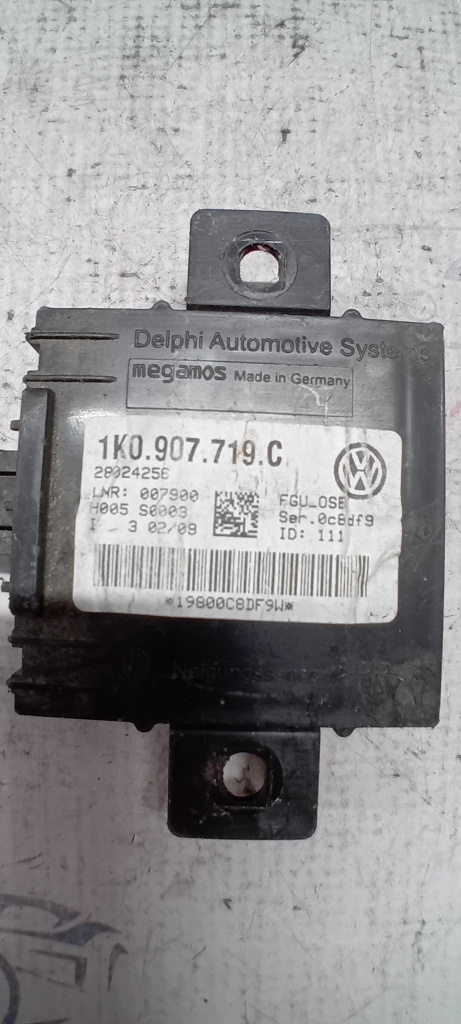 Delphi Automotive Systems
megamos Made in Germany
1K0.907.719.C
28024256
LNR: 007900
H005 S0003
3 02/09
FGU_OSE
Ser.0c8df9
ID: 111
*19800C8DF9W*